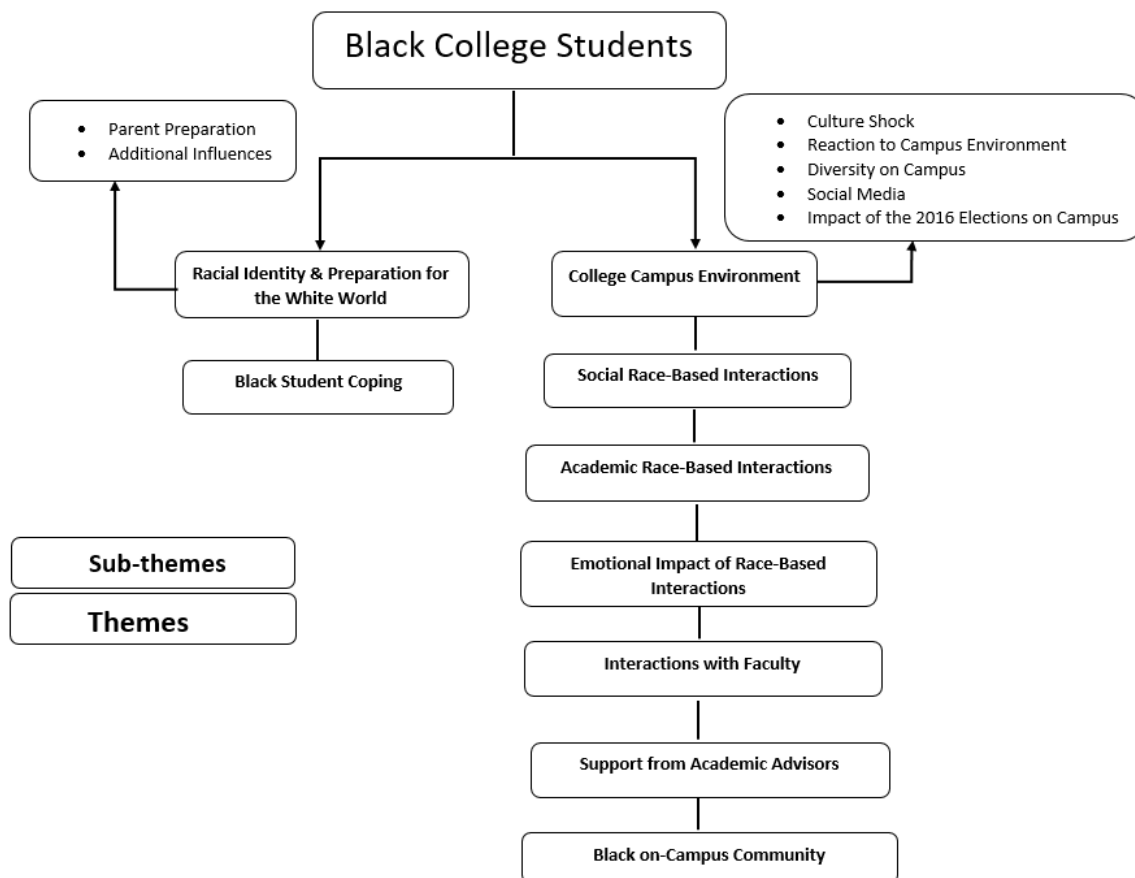 Black College Students
• Parent Preparation
• Additional Influences
• Culture Shock
• Reaction to Campus Environment
• Diversity on Campus
• Social Media
• Impact of the 2016 Elections on Campus
Racial Identity & Preparation for
the White World
College Campus Environment
Black Student Coping
Social Race-Based Interactions
Academic Race-Based Interactions
Sub-themes
Themes
Emotional Impact of Race-Based
Interactions
Interactions with Faculty
Support from Academic Advisors
Black on-Campus Community